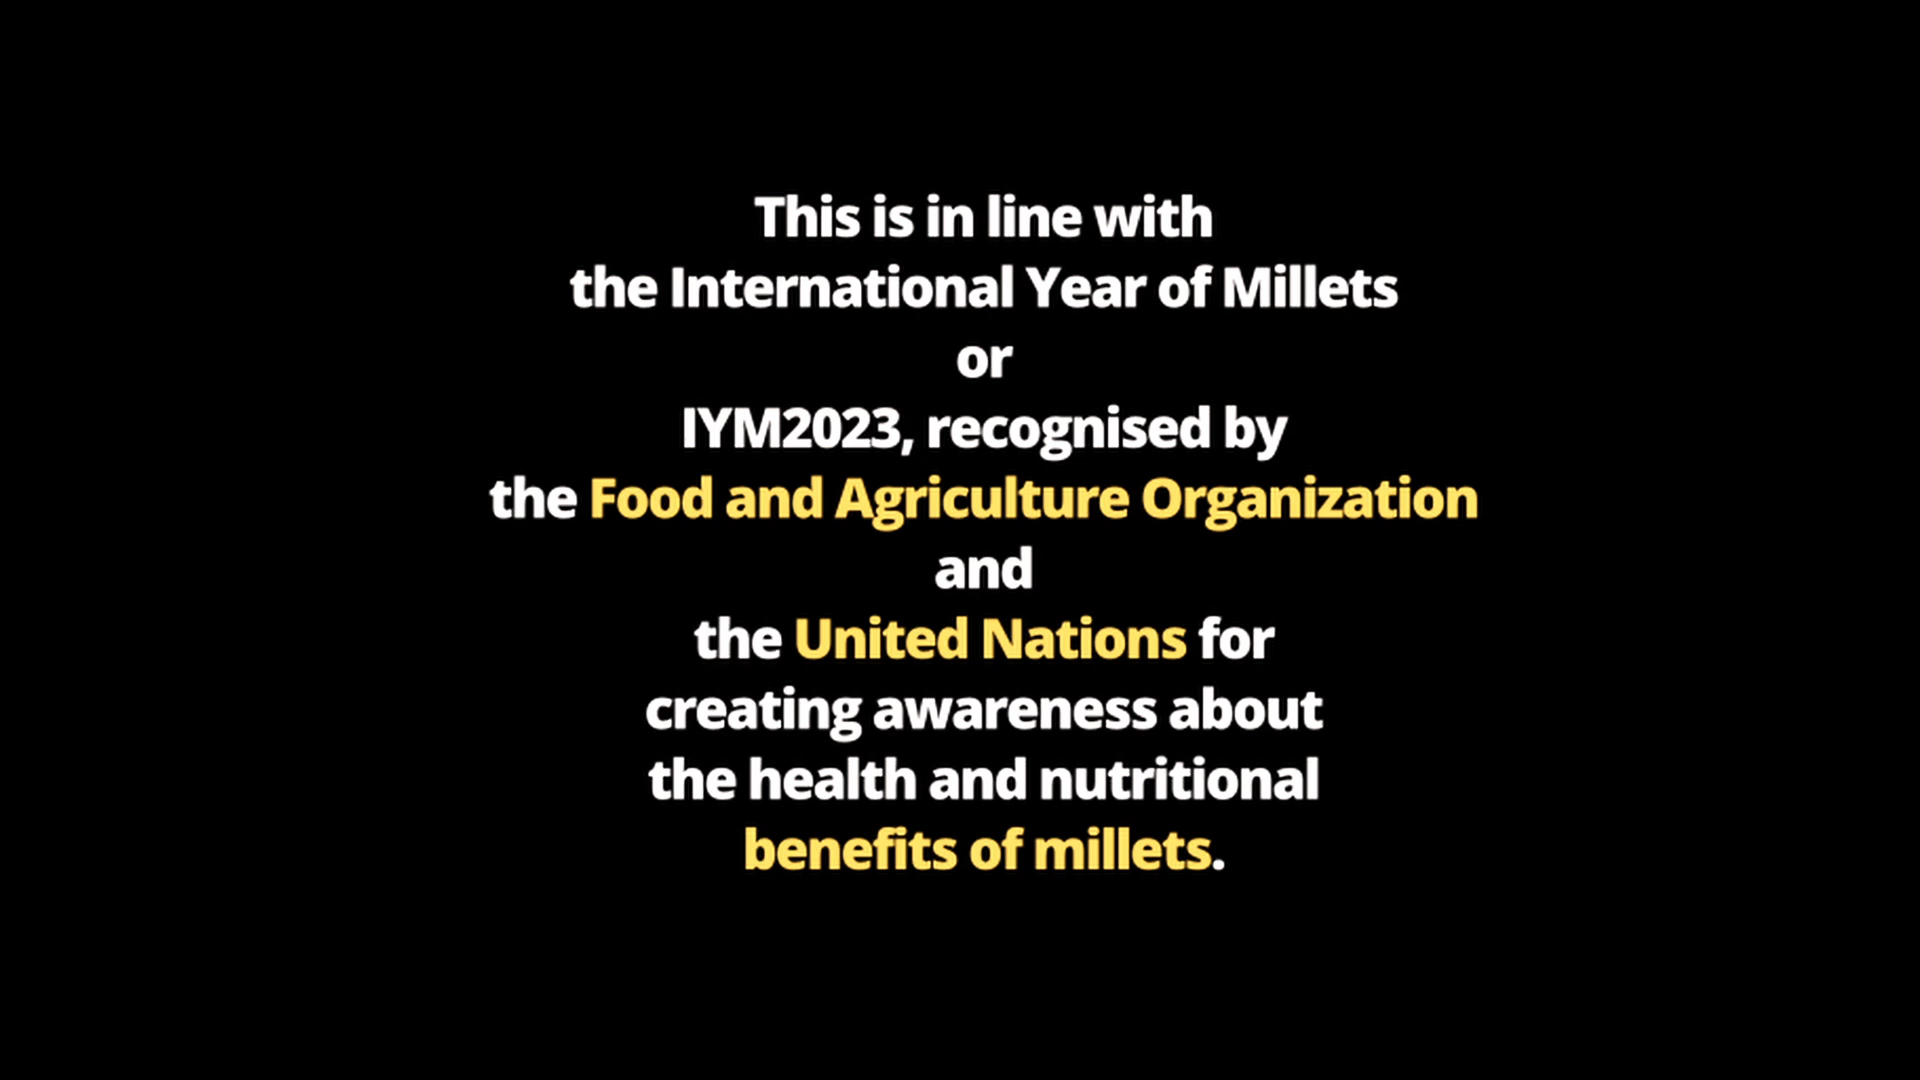 This is in line with
the International Year of Millets
or
IYM2023, recognised by
the Food and Agriculture Organization
and
the United Nations for
creating awareness about
the health and nutritional
benefits of millets.